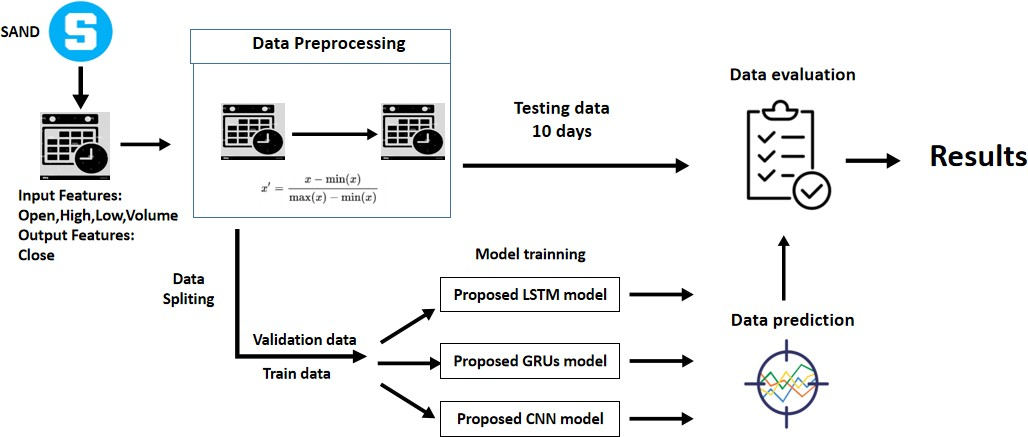 SAND
S
Data Preprocessing
x' = \frac{x - min(x)}{max(x) - min(x)}
Input Features:
Open,High,Low,Volume
Output Features:
Close
Testing data
10 days
Data evaluation
Results
Data
Spliting
Validation data
Train data
Model trainning
Proposed LSTM model
Proposed GRUs model
Proposed CNN model
Data prediction